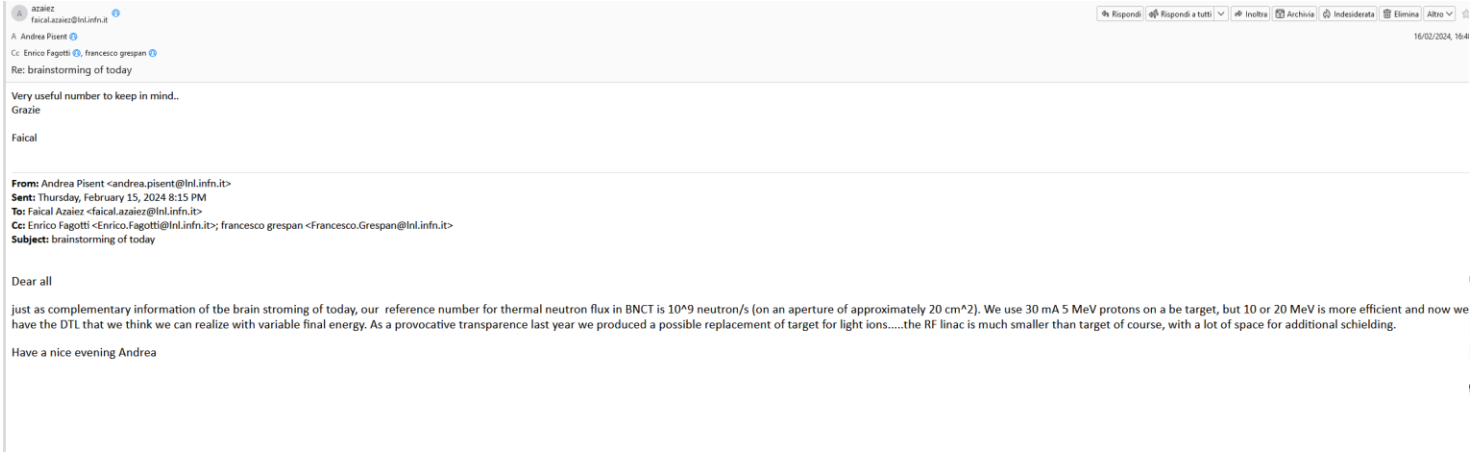 A azaiez
faical.azaiez@lnl.infn.it
Rispondi Rispondi a tutti Inoltra Archivia Indesiderata Elimina Altro
A Andrea Pisent
16/02/2024, 16:4
Cc Enrico Fagotti, francesco grespan
Re: brainstorming of today
Very useful number to keep in mind..
Grazie
Faical
From: Andrea Pisent <andrea.pisent@lnl.infn.it>
Sent: Thursday, February 15, 2024 8:15 PM
To: Faical Azaiez <faical.azaiez@lnl.infn.it>
Cc: Enrico Fagotti <Enrico.Fagotti@lnl.infn.it>; francesco grespan <Francesco.Grespan@lnl.infn.it>
Subject: brainstorming of today
Dear all
just as complementary information of the brain stroming of today, our reference number for thermal neutron flux in BNCT is 10^9 neutron/s (on an aperture of approximately 20 cm^2). We use 30 mA 5 MeV protons on a be target, but 10 or 20 MeV is more efficient and now we
have the DTL that we think we can realize with variable final energy. As a provocative transparence last year we produced a possible replacement of target for light ions.....the RF linac is much smaller than target of course, with a lot of space for additional schielding.
Have a nice evening Andrea